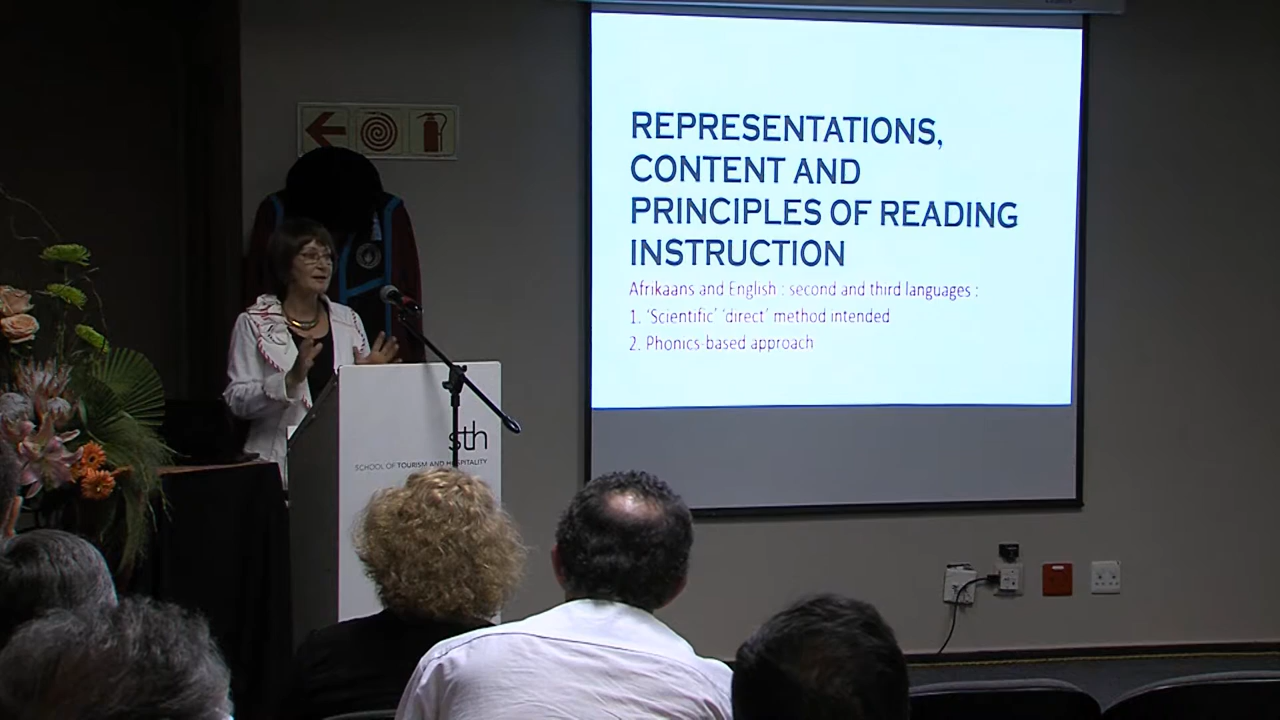 REPRESENTATIONS,
CONTENT AND
PRINCIPLES OF READING
INSTRUCTION
Afrikaans and English : second and third languages :
1. 'Scientific' 'direct' method intended
2. Phonics-based approach
sth
SCHOOL OF TOURISM AND HOSPITALITY